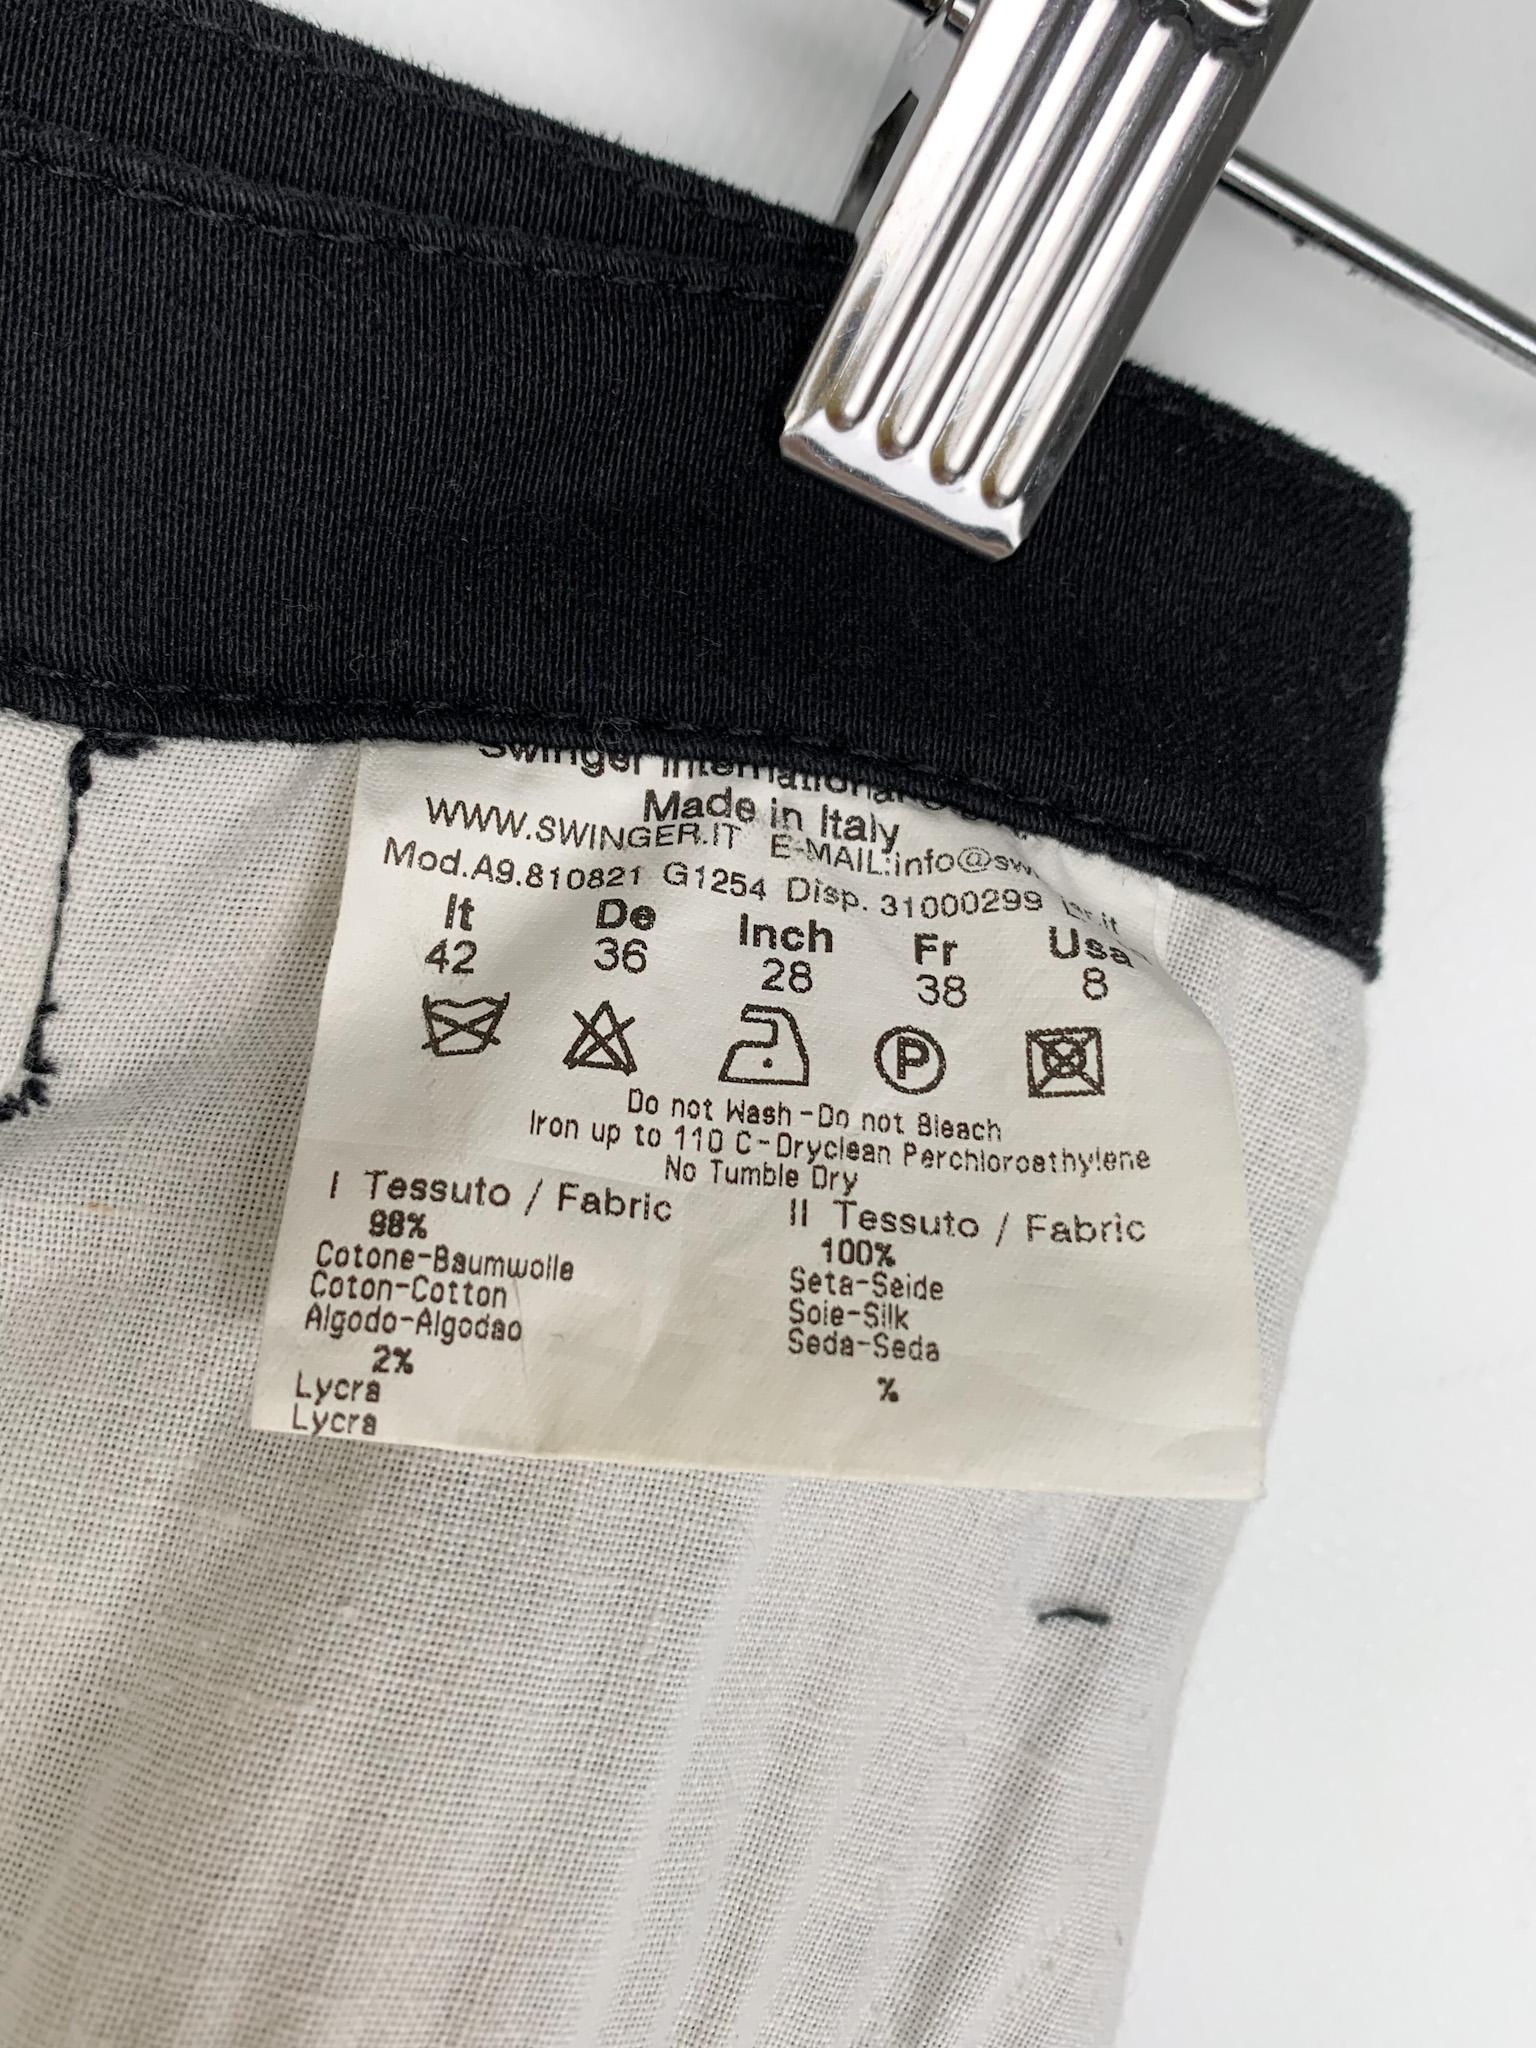 Swinger International
Made in Italy
WWW.SWINGER.IT E-MAIL:info@sw
Mod.A9.810821 G1254 Disp. 31000299
It De Inch Fr Usa
42 36 28 38 8
P
Do not Wash-Do not Bleach
Iron up to 110 C-Dryclean Perchloroethylene
No Tumble Dry
I Tessuto / Fabric II Tessuto / Fabric
98% 100%
Cotone-Baumwolle Seta-Seide
Coton-Cotton Soie-Silk
Algodo-Algodao Seda-Seda
2% %
Lycra
Lycra